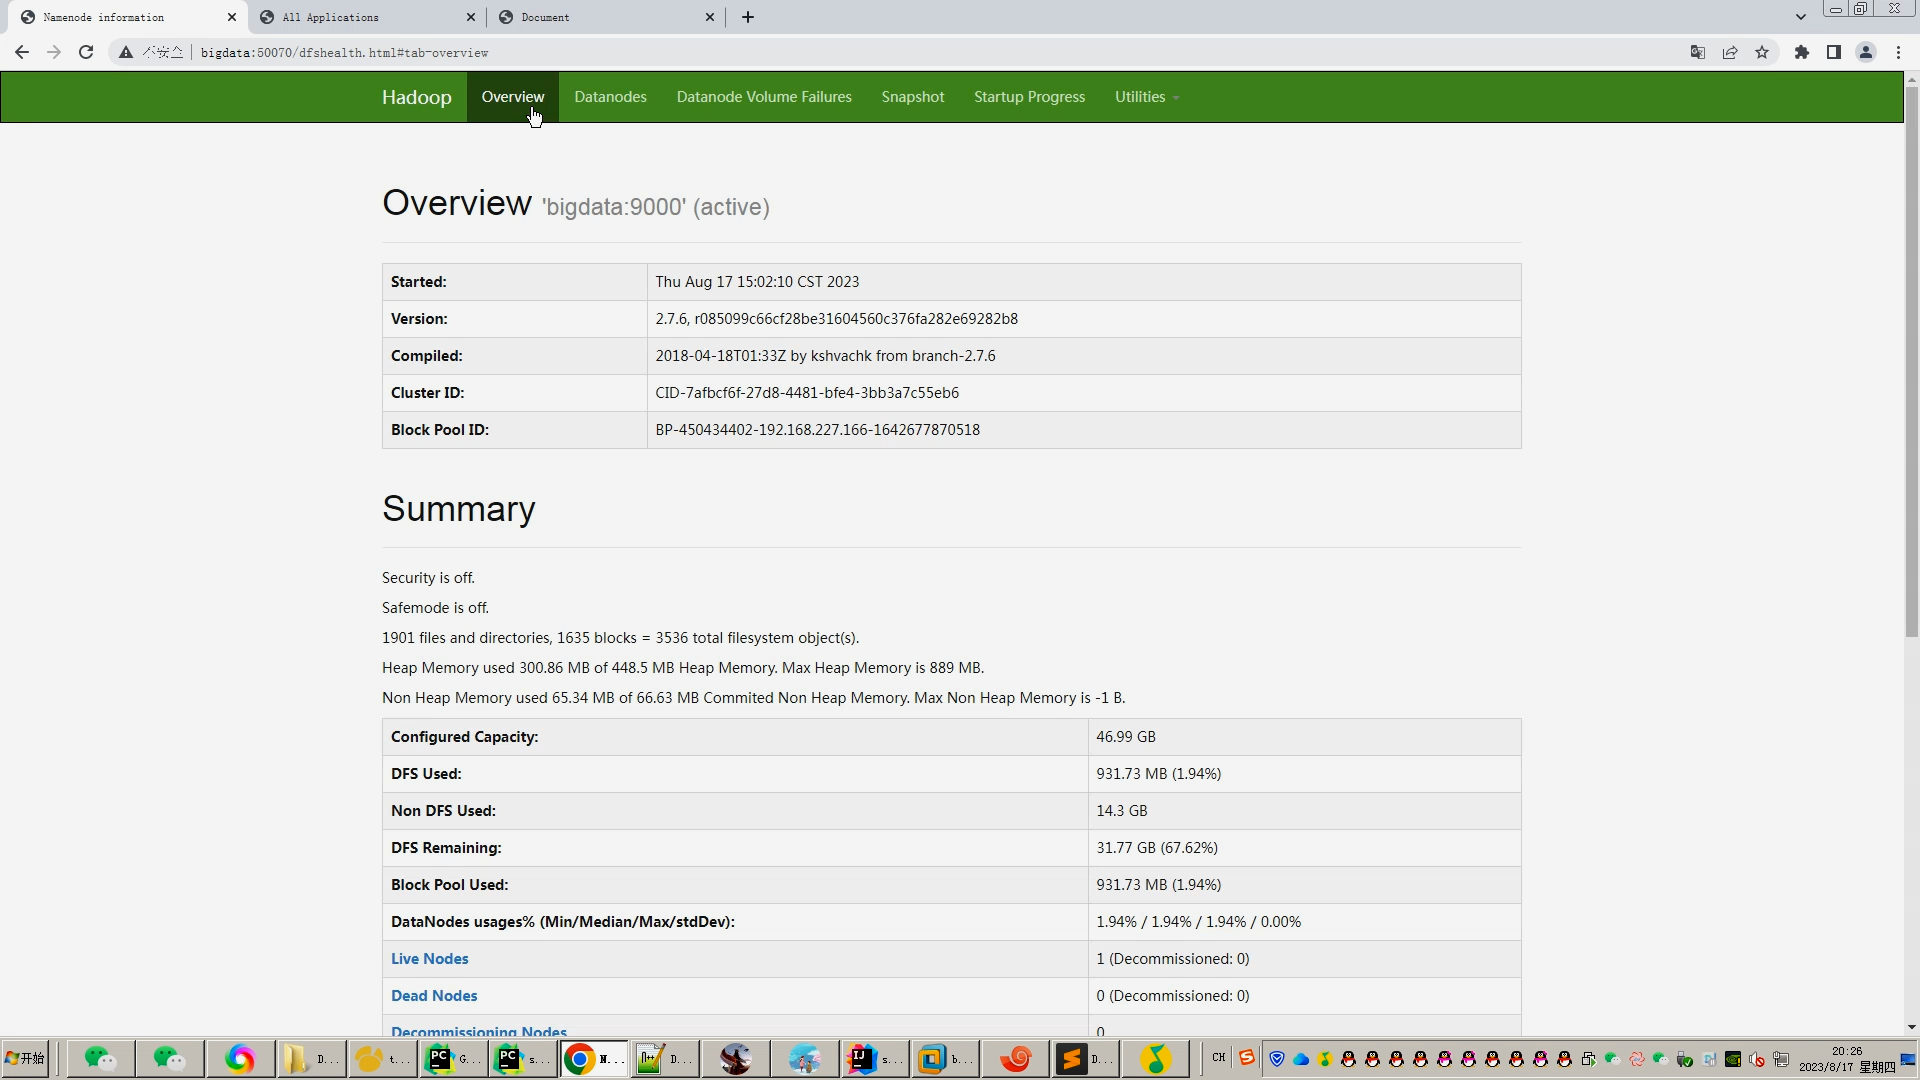 Namenode information
All Applications
Document
不安全 bigdata:50070/dfshealth.html#tab-overview
Hadoop Overview Datanodes Datanode Volume Failures Snapshot Startup Progress Utilities
Overview 'bigdata:9000' (active)
Started: Thu Aug 17 15:02:10 CST 2023
Version: 2.7.6, r085099c66cf28be31604560c376fa282e69282b8
Compiled: 2018-04-18T01:33Z by kshvachk from branch-2.7.6
Cluster ID: CID-7afbcf6f-27d8-4481-bfe4-3bb3a7c55eb6
Block Pool ID: BP-450434402-192.168.227.166-1642677870518
Summary
Security is off.
Safemode is off.
1901 files and directories, 1635 blocks = 3536 total filesystem object(s).
Heap Memory used 300.86 MB of 448.5 MB Heap Memory. Max Heap Memory is 889 MB.
Non Heap Memory used 65.34 MB of 66.63 MB Commited Non Heap Memory. Max Non Heap Memory is -1 B.
Configured Capacity: 46.99 GB
DFS Used: 931.73 MB (1.94%)
Non DFS Used: 14.3 GB
DFS Remaining: 31.77 GB (67.62%)
Block Pool Used: 931.73 MB (1.94%)
DataNodes usages% (Min/Median/Max/stdDev): 1.94% / 1.94% / 1.94% / 0.00%
Live Nodes 1 (Decommissioned: 0)
Dead Nodes 0 (Decommissioned: 0)
Decommissioning Nodes 0
开始 D... t... PC G... PC s... N... D... IJ s... b... D... CH 20:26
2023/8/17 星期四